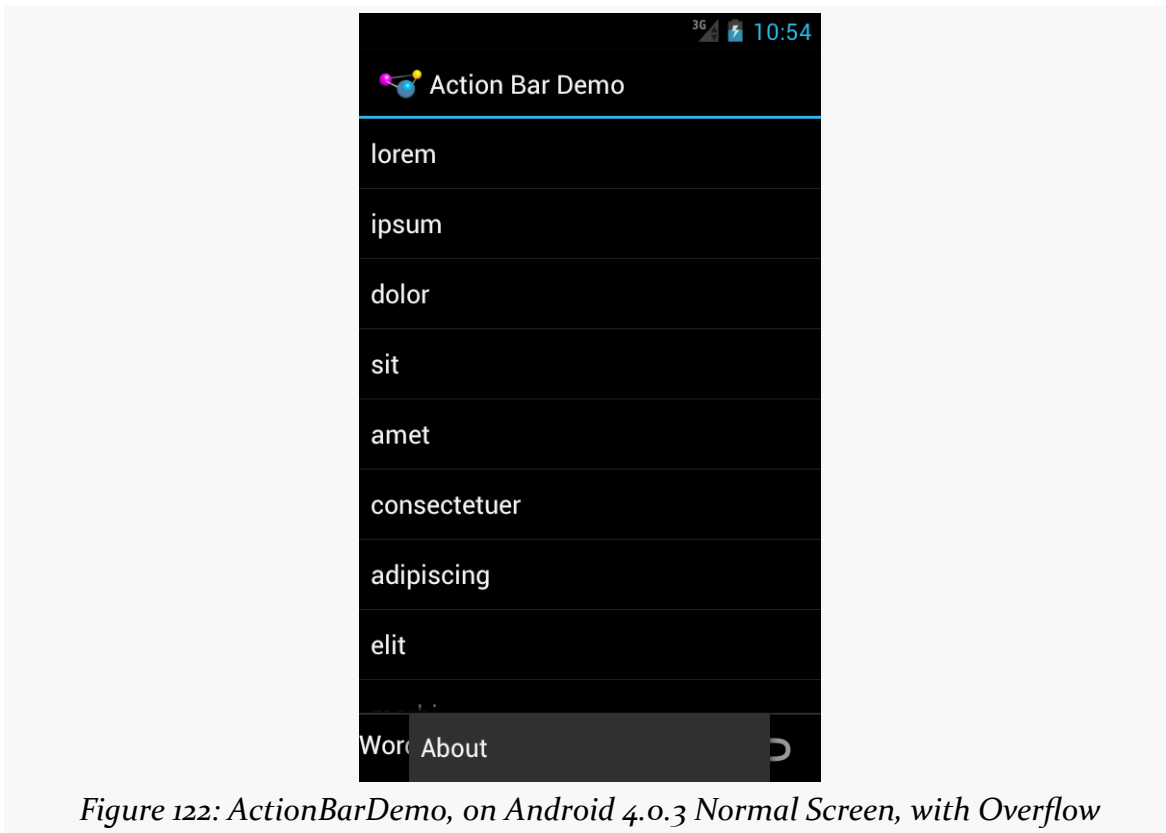 3G 10:54
Action Bar Demo
lorem
ipsum
dolor
sit
amet
consectetuer
adipiscing
elit
About
Figure 122: ActionBarDemo, on Android 4.0.3 Normal Screen, with Overflow